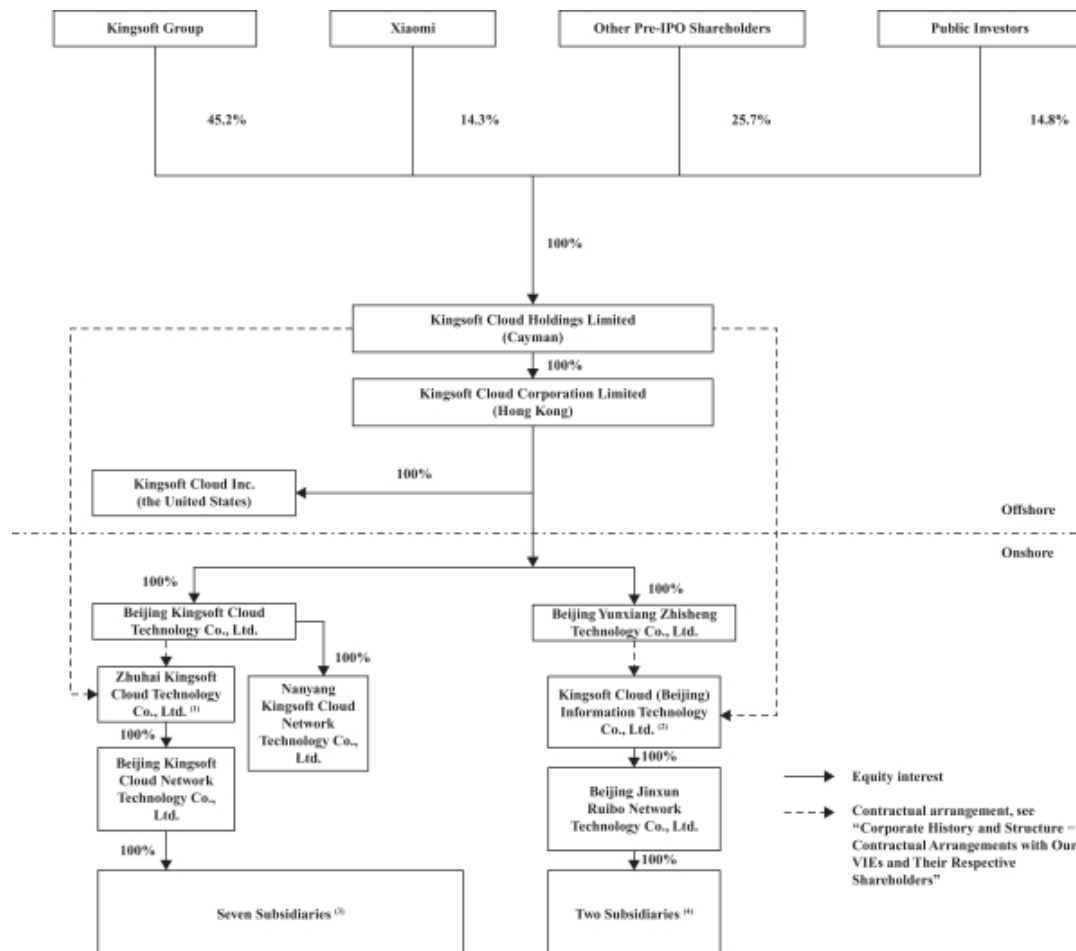 Kingsoft Group
Xiaomi
Other Pre-IPO Shareholders
Public Investors
45.2%
14.3%
25.7%
14.8%
100%
Kingsoft Cloud Holdings Limited
(Cayman)
100%
Kingsoft Cloud Corporation Limited
(Hong Kong)
100%
Kingsoft Cloud Inc.
(the United States)
Offshore
Onshore
100%
100%
Beijing Kingsoft Cloud
Technology Co., Ltd.
Beijing Yunxiang Zhisheng
Technology Co., Ltd.
100%
Zhuhai Kingsoft
Cloud Technology
Co., Ltd. (1)
Nanyang
Kingsoft Cloud
Network
Technology Co.,
Ltd.
Kingsoft Cloud (Beijing)
Information Technology
Co., Ltd. (2)
100%
100%
Beijing Kingsoft
Cloud Network
Technology Co.,
Ltd.
Beijing Jinxun
Ruibo Network
Technology Co., Ltd.
Equity interest
Contractual arrangement, see
“Corporate History and Structure –
Contractual Arrangements with Our
VIEs and Their Respective
Shareholders”
100%
100%
Seven Subsidiaries (3)
Two Subsidiaries (4)